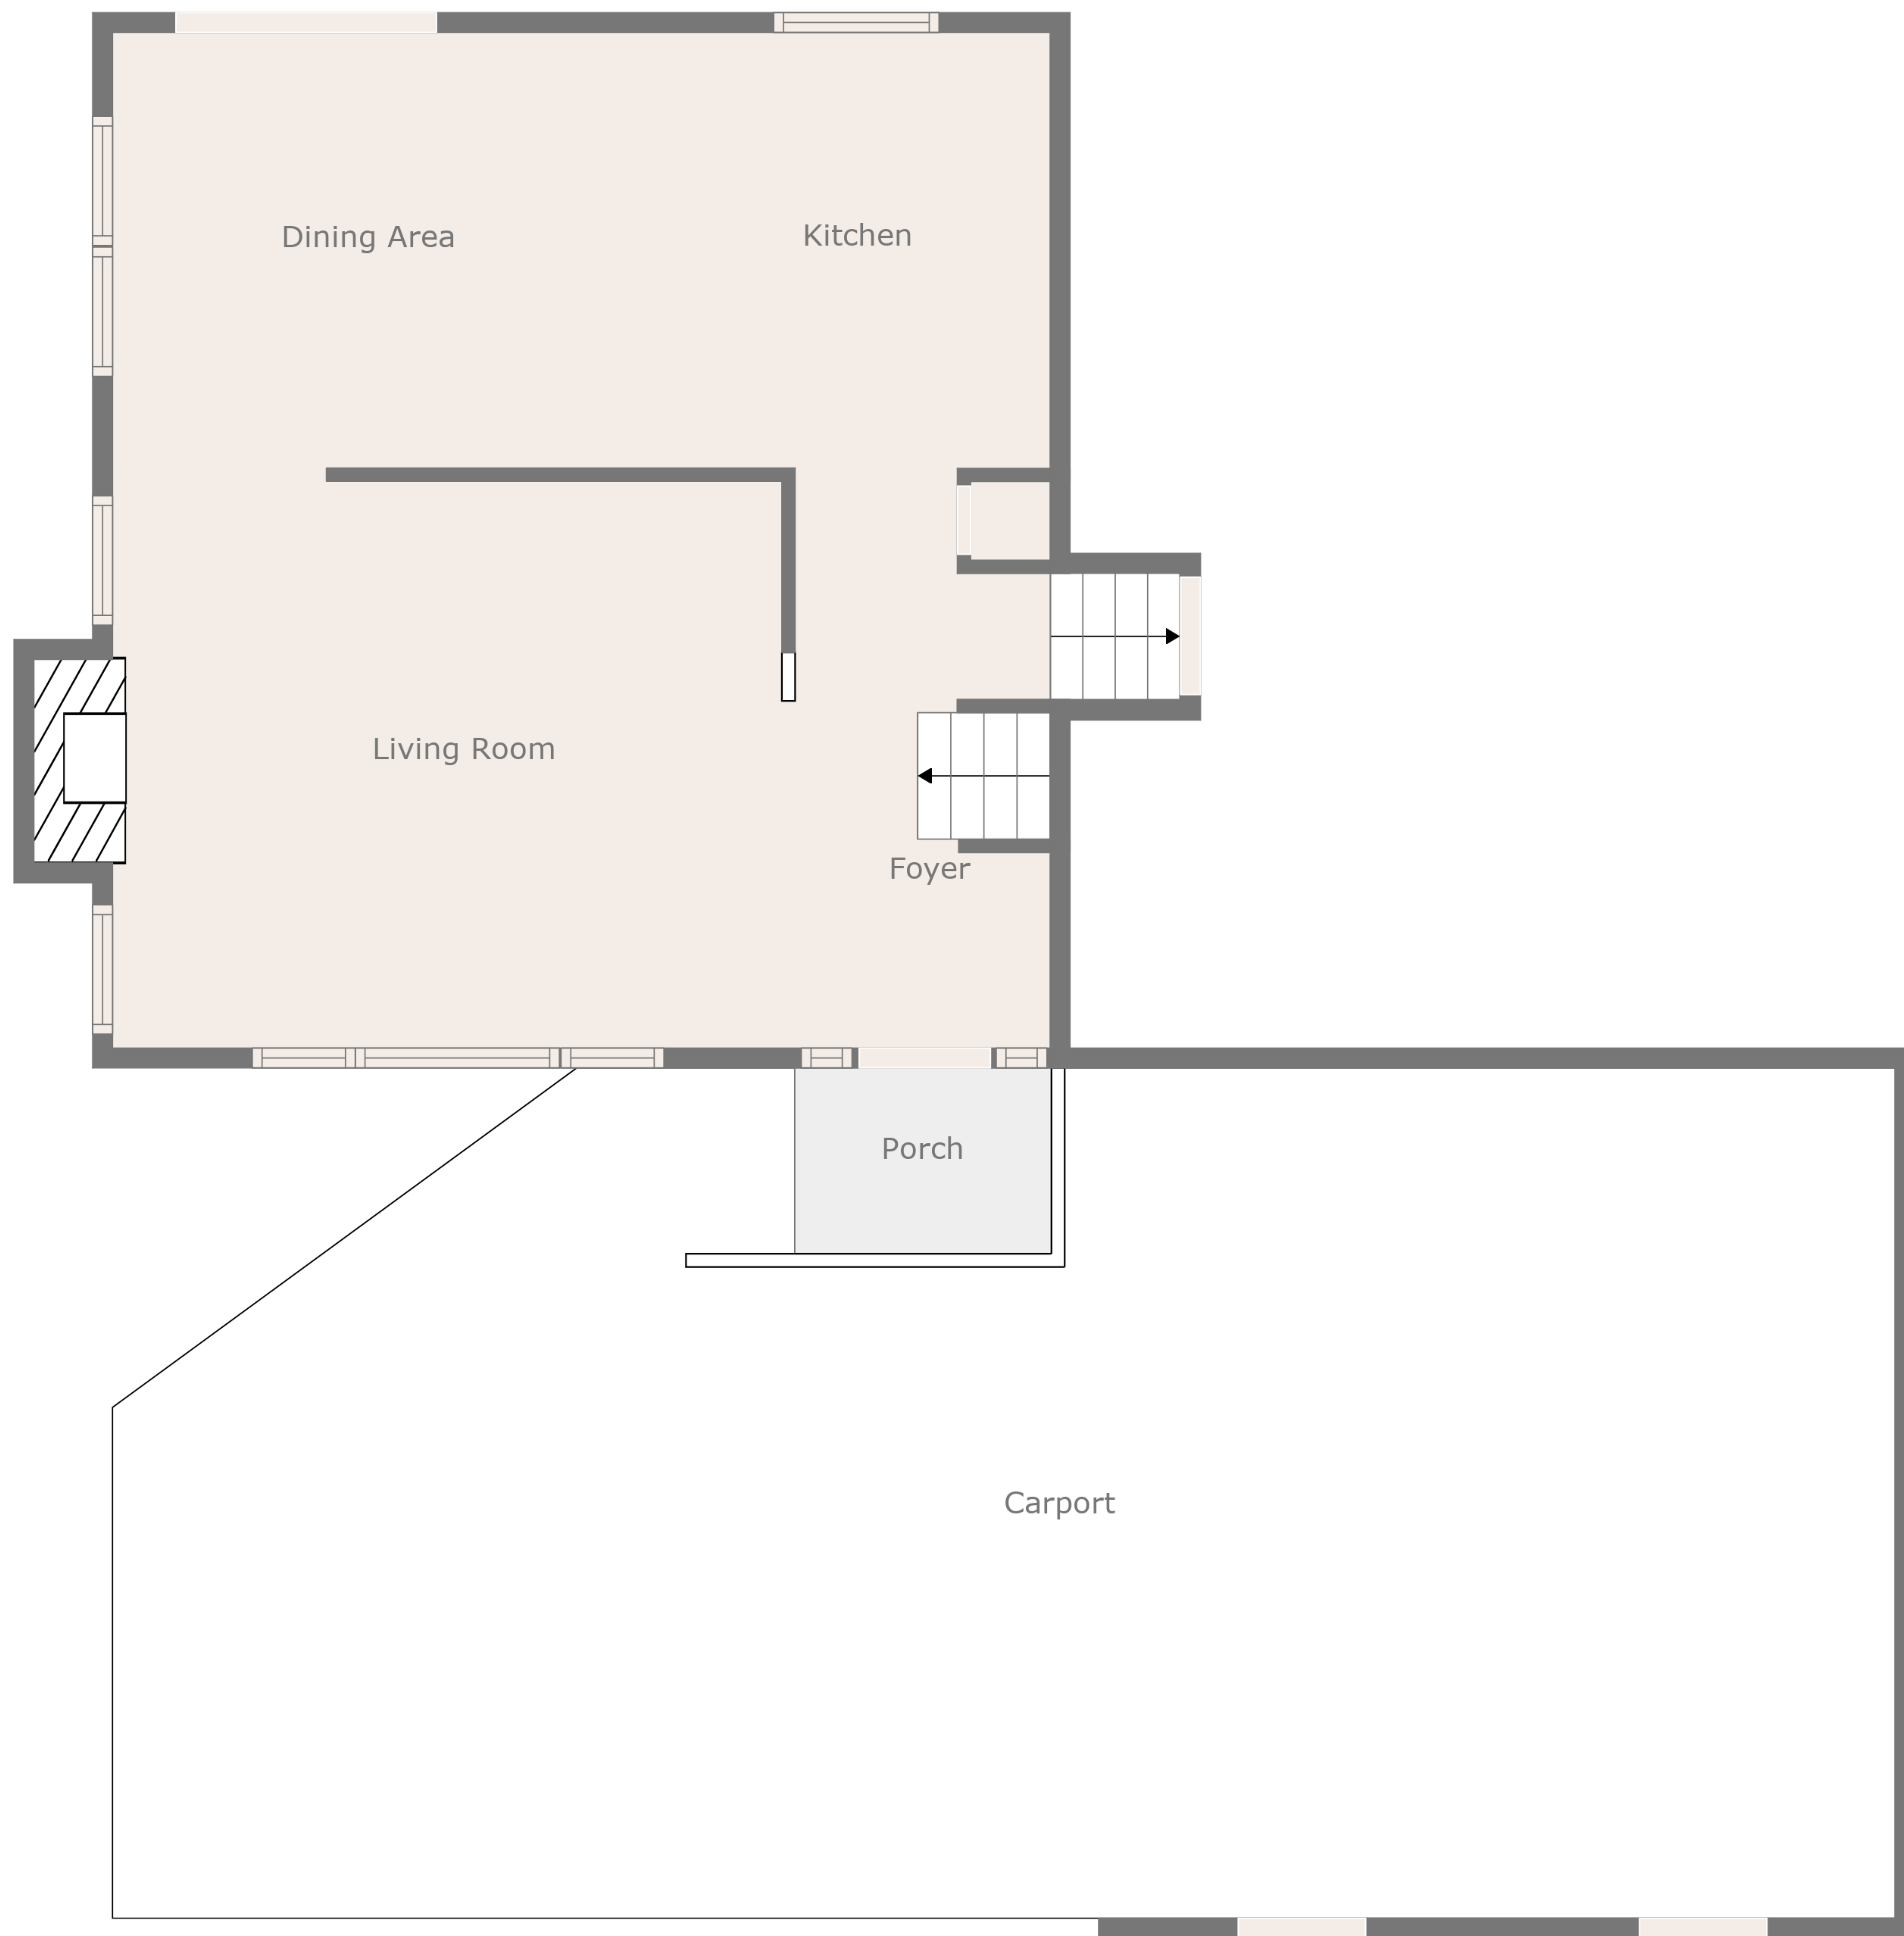 Dining Area
Kitchen
Living Room
Foyer
Porch
Carport